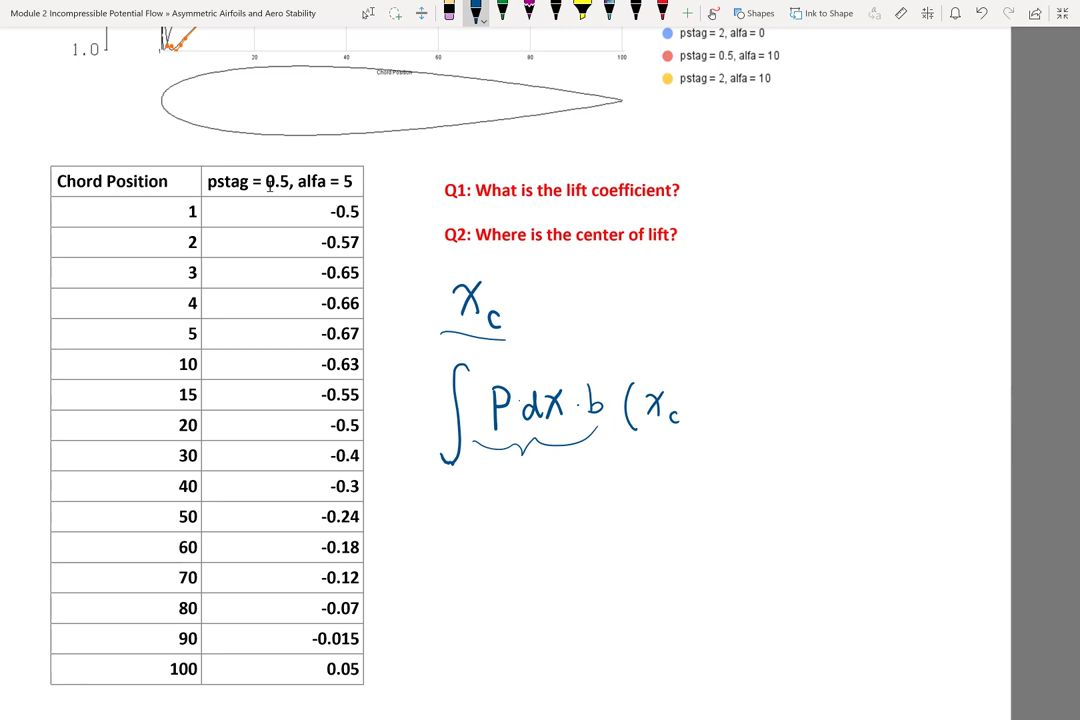 Module 2 Incompressible Potential Flow » Asymmetric Airfoils and Aero Stability
Shapes
Ink to Shape
pstag = 2, alfa = 0
pstag = 0.5, alfa = 10
pstag = 2, alfa = 10
1.0
20 40 60 80 100
Chord Position
Chord Position pstag = 0.5, alfa = 5
1 -0.5
2 -0.57
3 -0.65
4 -0.66
5 -0.67
10 -0.63
15 -0.55
20 -0.5
30 -0.4
40 -0.3
50 -0.24
60 -0.18
70 -0.12
80 -0.07
90 -0.015
100 0.05
Q1: What is the lift coefficient?
Q2: Where is the center of lift?
x_c
∫ P·dx·b (x_c